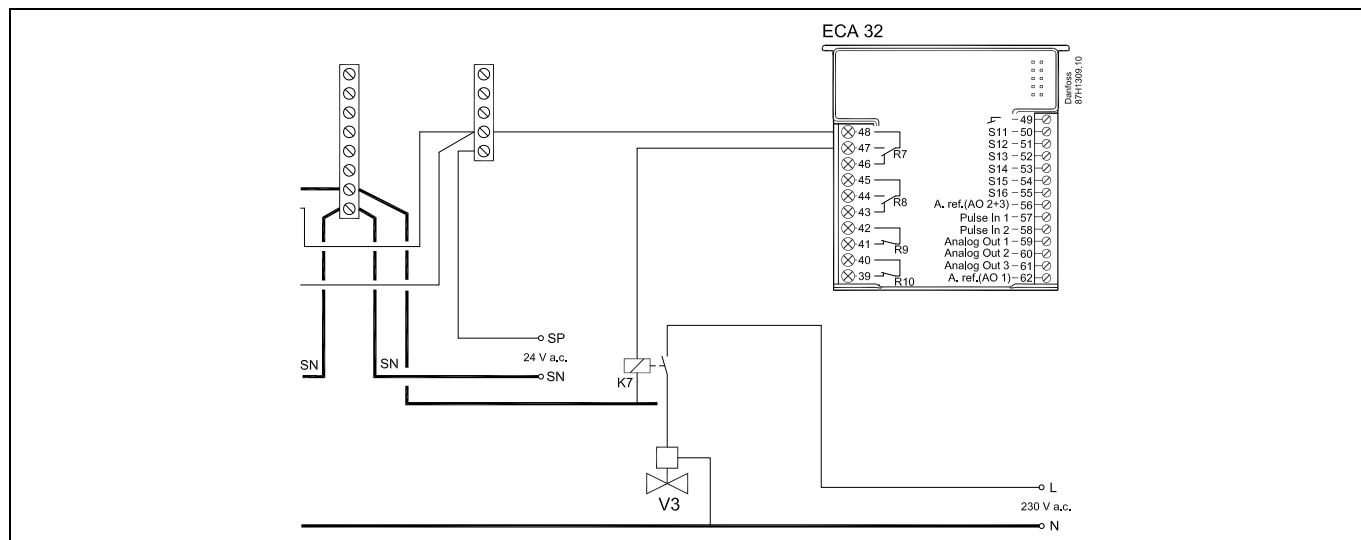 ECA 32
Danfoss
87H1309.10
48
47
R7
46
45
44
R8
43
42
41
R9
40
39
R10
49
S11 50
S12 51
S13 52
S14 53
S15 54
S16 55
A. ref.(AO 2+3) 56
Pulse In 1 57
Pulse In 2 58
Analog Out 1 59
Analog Out 2 60
Analog Out 3 61
A. ref.(AO 1) 62
SP
24 V a.c.
SN
SN
SN
K7
V3
L
230 V a.c.
N